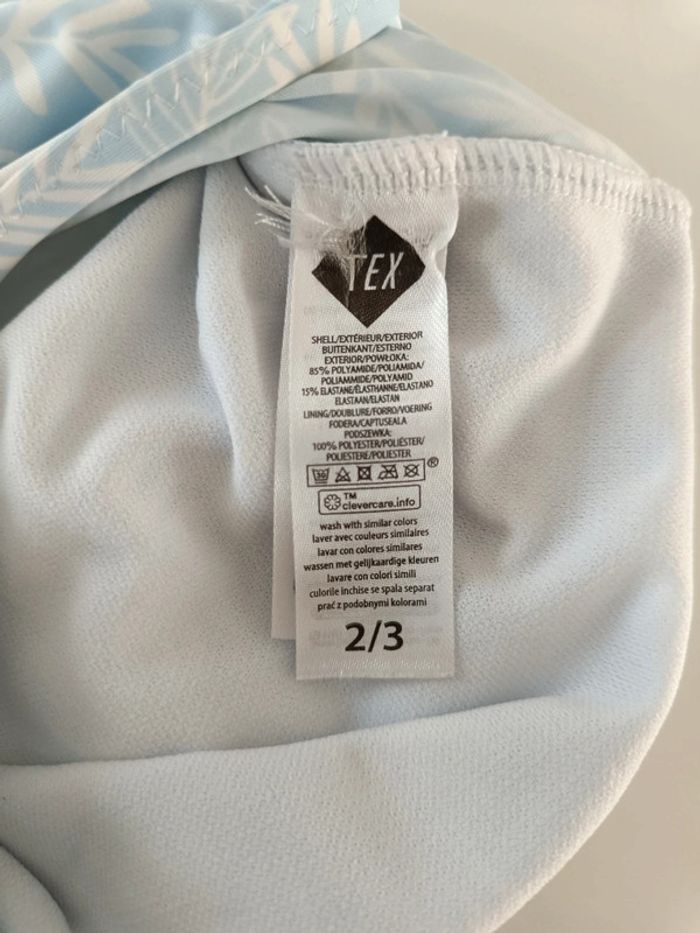 TEX
SHELL/EXTÉRIEUR/EXTERIOR
BUITENKANT/ESTERNO
EXTERIOR/POWŁOKA:
85% POLYAMIDE/POLIAMIDA/
POLIAMMIDE/POLYAMID
15% ELASTANE/ÉLASTHANNE/ELASTANO
ELASTAAN/ELASTAN
LINING/DOUBLURE/FORRO/VOERING
FODERA/CAPTUSEALA
PODSZEWKA:
100% POLYESTER/POLIÉSTER/
POLIESTERE/POLIESTER
30
®
TM
clevercare.info
wash with similar colors
laver avec couleurs similaires
lavar con colores similares
wassen met gelijkaardige kleuren
lavare con colori simili
culorile inchise se spala separat
prać z podobnymi kolorami
2/3